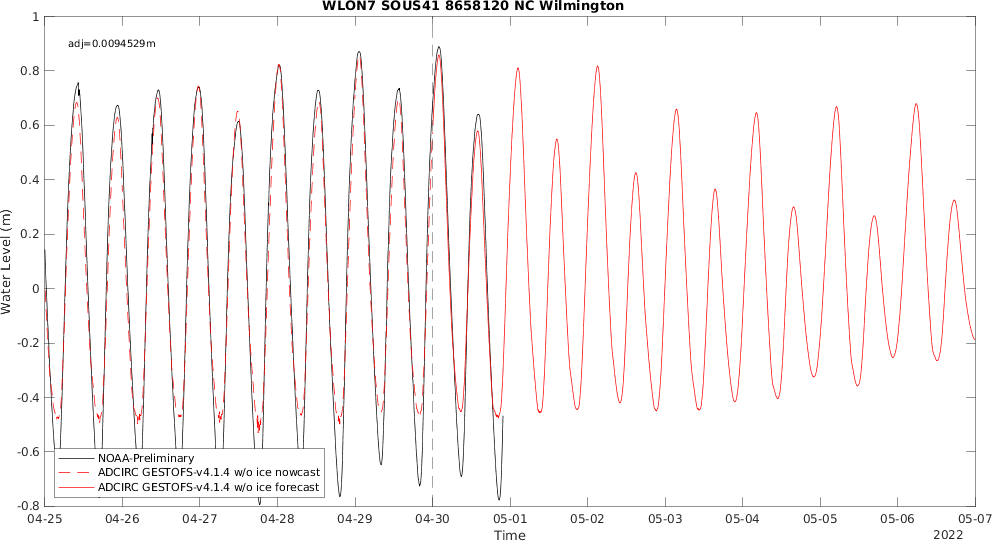 WLON7 SOUS41 8658120 NC Wilmington
adj=0.0094529m
1
0.8
0.6
0.4
0.2
0
-0.2
-0.4
-0.6
-0.8
Water Level (m)
NOAA-Preliminary
ADCIRC GESTOFS-v4.1.4 w/o ice nowcast
ADCIRC GESTOFS-v4.1.4 w/o ice forecast
04-25 04-26 04-27 04-28 04-29 04-30 05-01 05-02 05-03 05-04 05-05 05-06 05-07
Time
2022